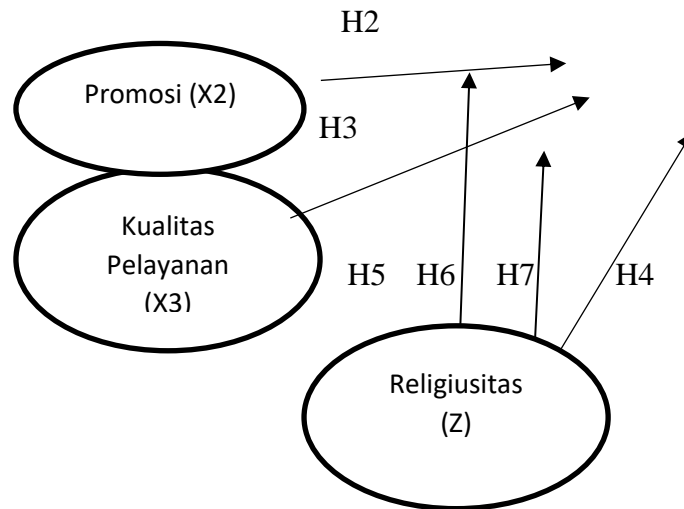 H2
Promosi (X2)
H3
Kualitas
Pelayanan
(X3)
H5 H6 H7 H4
Religiusitas
(Z)